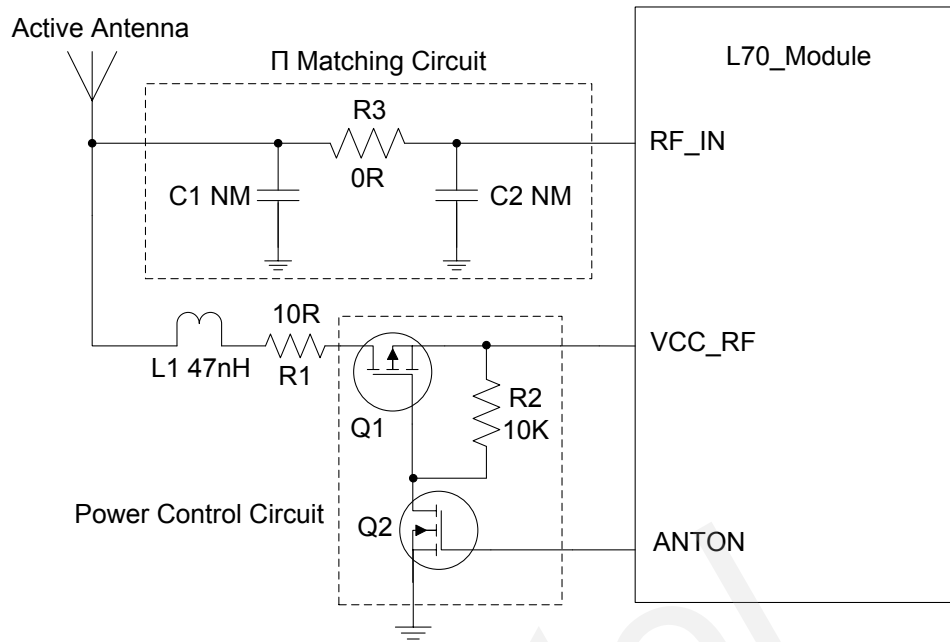 Active Antenna
Π Matching Circuit
L70_Module
R3
0R
RF_IN
C1 NM
C2 NM
10R
L1 47nH
R1
VCC_RF
Q1
R2
10K
Power Control Circuit
Q2
ANTON